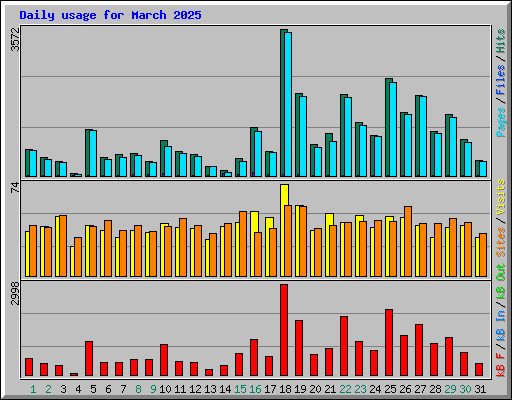 Daily usage for March 2025
3572
Pages / Files / Hits
74
Sites / Visits
2998
kB F / kB In / kB Out
1 2 3 4 5 6 7 8 9 10 11 12 13 14 15 16 17 18 19 20 21 22 23 24 25 26 27 28 29 30 31